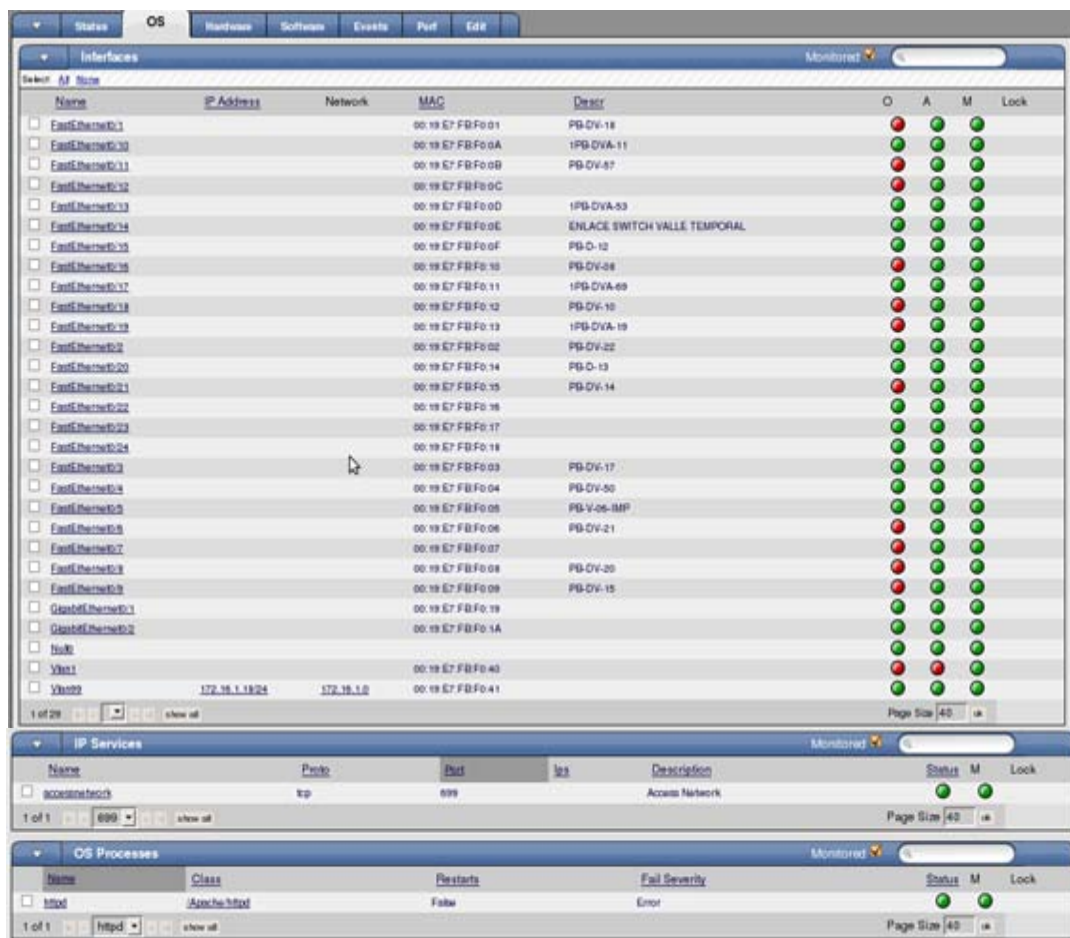 Status OS Hardware Software Events Perf Edit
Interfaces Monitored
Select: All None
Name IP Address Network MAC Descr O A M Lock
FastEthernet0/1 00:19:E7:FB:F0:01 PB-DV-18
FastEthernet0/10 00:19:E7:FB:F0:0A 1PB-DVA-11
FastEthernet0/11 00:19:E7:FB:F0:0B PB-DV-57
FastEthernet0/12 00:19:E7:FB:F0:0C
FastEthernet0/13 00:19:E7:FB:F0:0D 1PB-DVA-53
FastEthernet0/14 00:19:E7:FB:F0:0E ENLACE SWITCH VALLE TEMPORAL
FastEthernet0/15 00:19:E7:FB:F0:0F PB-D-12
FastEthernet0/16 00:19:E7:FB:F0:10 PB-DV-08
FastEthernet0/17 00:19:E7:FB:F0:11 1PB-DVA-69
FastEthernet0/18 00:19:E7:FB:F0:12 PB-DV-10
FastEthernet0/19 00:19:E7:FB:F0:13 1PB-DVA-19
FastEthernet0/2 00:19:E7:FB:F0:02 PB-DV-22
FastEthernet0/20 00:19:E7:FB:F0:14 PB-D-13
FastEthernet0/21 00:19:E7:FB:F0:15 PB-DV-14
FastEthernet0/22 00:19:E7:FB:F0:16
FastEthernet0/23 00:19:E7:FB:F0:17
FastEthernet0/24 00:19:E7:FB:F0:18
FastEthernet0/3 00:19:E7:FB:F0:03 PB-DV-17
FastEthernet0/4 00:19:E7:FB:F0:04 PB-DV-50
FastEthernet0/5 00:19:E7:FB:F0:05 PB-V-06-IMP
FastEthernet0/6 00:19:E7:FB:F0:06 PB-DV-21
FastEthernet0/7 00:19:E7:FB:F0:07
FastEthernet0/8 00:19:E7:FB:F0:08 PB-DV-20
FastEthernet0/9 00:19:E7:FB:F0:09 PB-DV-15
GigabitEthernet0/1 00:19:E7:FB:F0:19
GigabitEthernet0/2 00:19:E7:FB:F0:1A
Null0
Vlan1 00:19:E7:FB:F0:40
Vlan99 00:19:E7:FB:F0:41
1 of 29 show all Page Size 40 ok
IP Services Monitored
Name Proto Port Ips Description Status M Lock
accessnetwork tcp 699 Access Network
1 of 1 699 show all Page Size 40 ok
OS Processes Monitored
Name Class Restarts Fail Severity Status M Lock
httpd /Apache/httpd False Error
1 of 1 httpd show all Page Size 40 ok